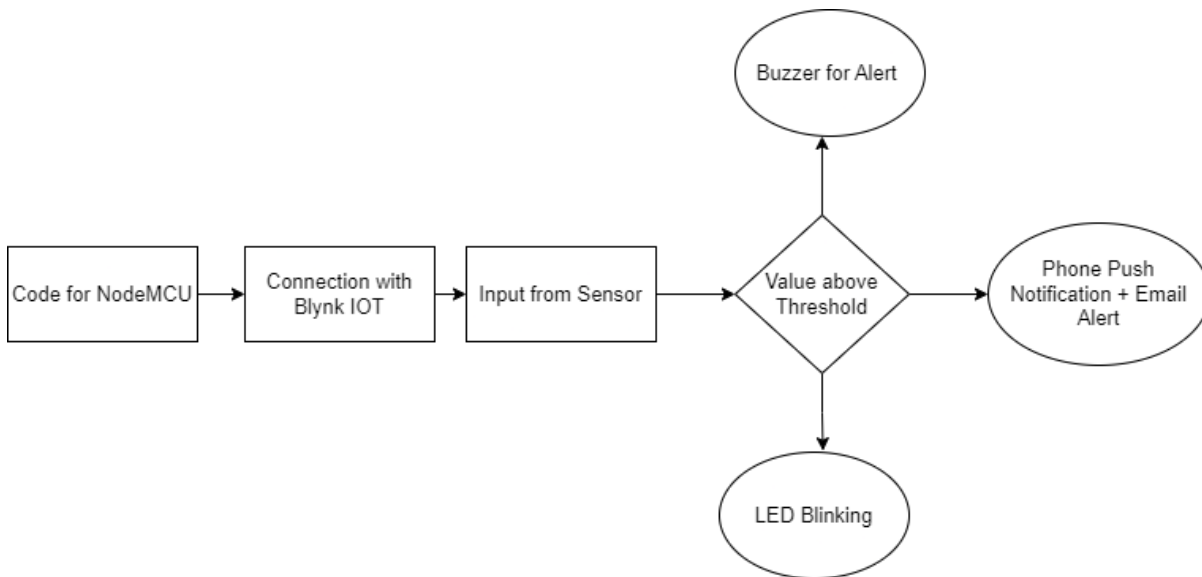 Buzzer for Alert
Code for NodeMCU
Connection with
Blynk IOT
Input from Sensor
Value above
Threshold
Phone Push
Notification + Email
Alert
LED Blinking